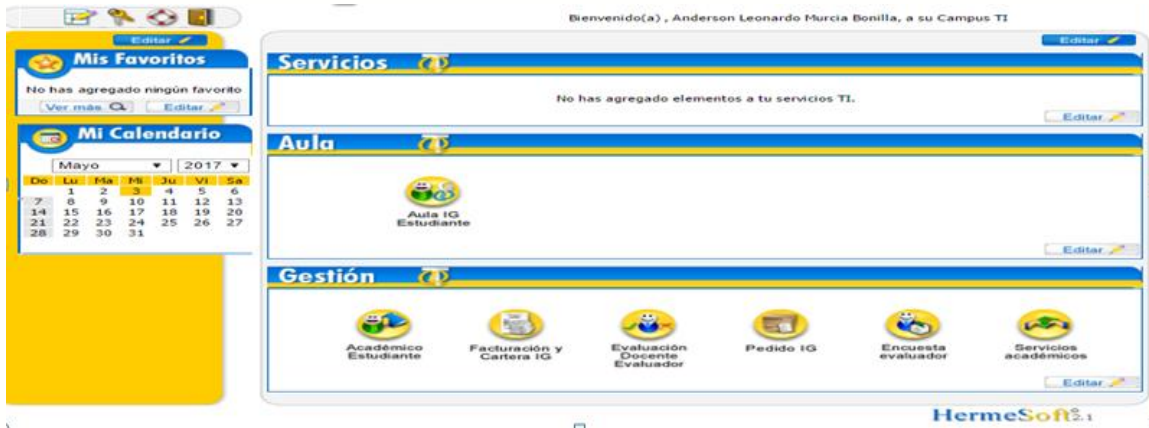 Bienvenido(a) , Anderson Leonardo Murcia Bonilla, a su Campus TI
Editar
Mis Favoritos
No has agregado ningún favorito
Ver más
Editar
Mi Calendario
Mayo 2017
Do Lu Ma Mi Ju Vi Sa
1 2 3 4 5 6
7 8 9 10 11 12 13
14 15 16 17 18 19 20
21 22 23 24 25 26 27
28 29 30 31
Editar
Servicios
No has agregado elementos a tu servicios TI.
Editar
Aula
Aula IG
Estudiante
Editar
Gestión
Académico
Estudiante
Facturación y
Cartera IG
Evaluación
Docente
Evaluador
Pedido IG
Encuesta
evaluador
Servicios
académicos
Editar
HermeSoft 2.1